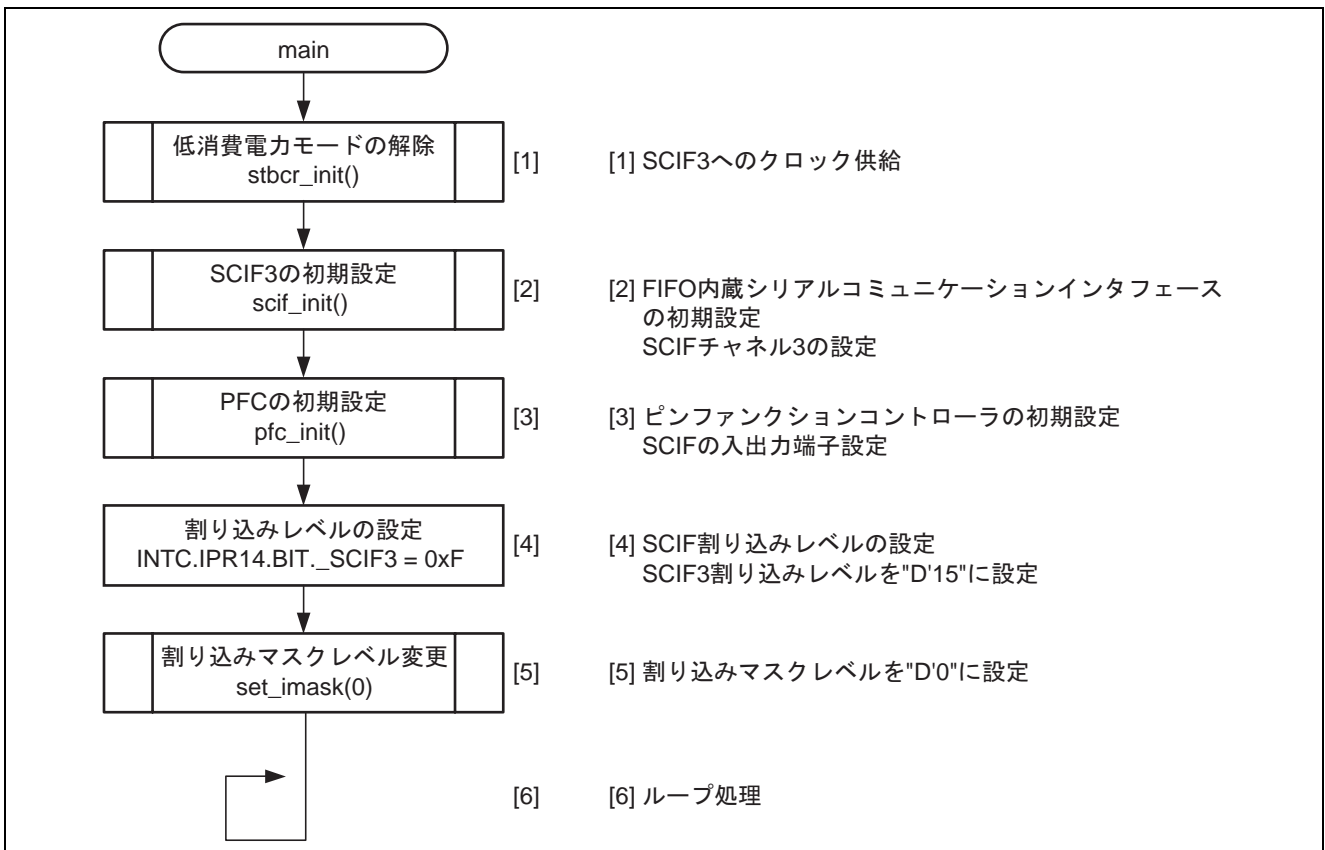 main
低消費電力モードの解除
stbcr_init()
[1]
[1] SCIF3へのクロック供給
SCIF3の初期設定
scif_init()
[2]
[2] FIFO内蔵シリアルコミュニケーションインタフェース
の初期設定
SCIFチャネル3の設定
PFCの初期設定
pfc_init()
[3]
[3] ピンファンクションコントローラの初期設定
SCIFの入出力端子設定
割り込みレベルの設定
INTC.IPR14.BIT._SCIF3 = 0xF
[4]
[4] SCIF割り込みレベルの設定
SCIF3割り込みレベルを"D'15"に設定
割り込みマスクレベル変更
set_imask(0)
[5]
[5] 割り込みマスクレベルを"D'0"に設定
[6]
[6] ループ処理